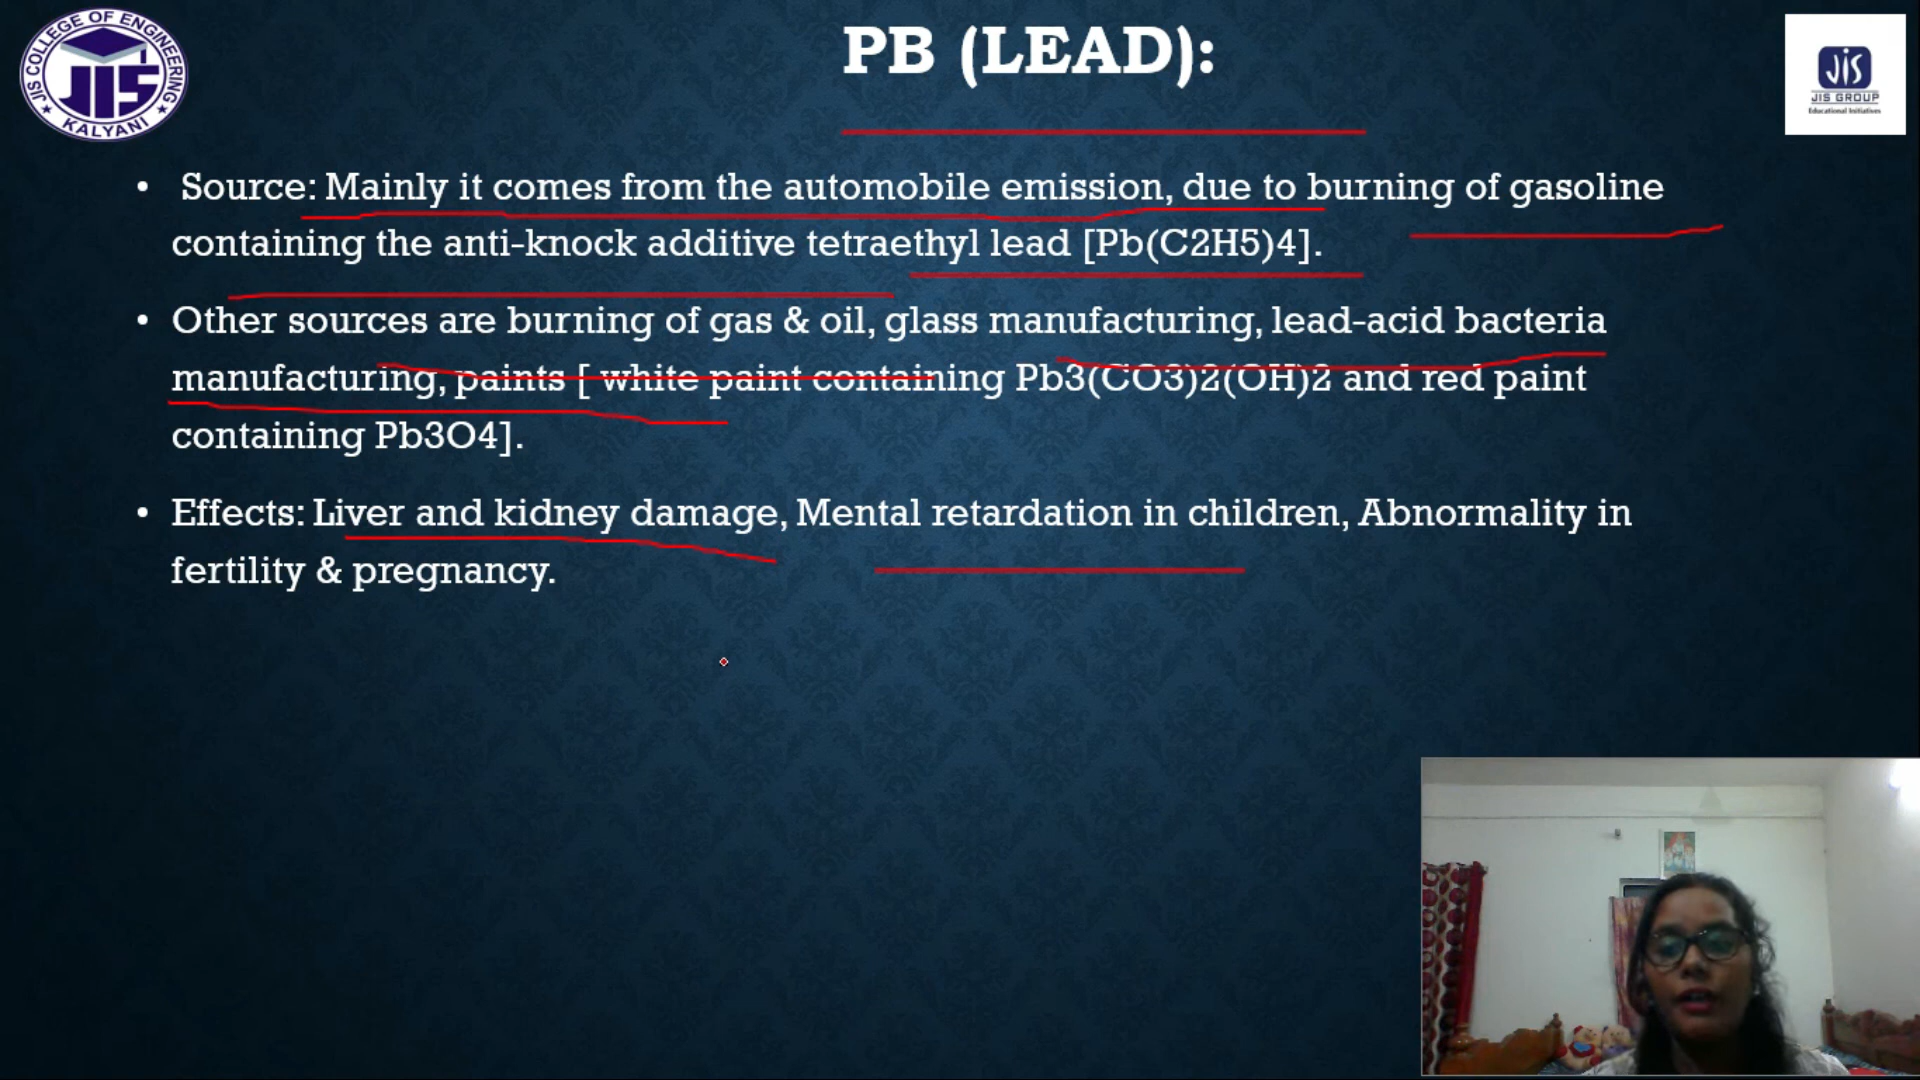 JIS COLLEGE OF ENGINEERING
JIS
KALYANI
PB (LEAD):
jis
JIS GROUP
Educational Initiatives
• Source: Mainly it comes from the automobile emission, due to burning of gasoline
containing the anti-knock additive tetraethyl lead [Pb(C2H5)4].
• Other sources are burning of gas & oil, glass manufacturing, lead-acid bacteria
manufacturing, paints [ white paint containing Pb3(CO3)2(OH)2 and red paint
containing Pb3O4].
• Effects: Liver and kidney damage, Mental retardation in children, Abnormality in
fertility & pregnancy.